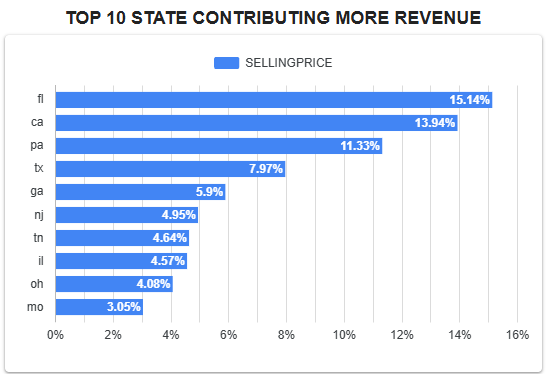 TOP 10 STATE CONTRIBUTING MORE REVENUE
SELLINGPRICE
fl 15.14%
ca 13.94%
pa 11.33%
tx 7.97%
ga 5.9%
nj 4.95%
tn 4.64%
il 4.57%
oh 4.08%
mo 3.05%
0% 2% 4% 6% 8% 10% 12% 14% 16%